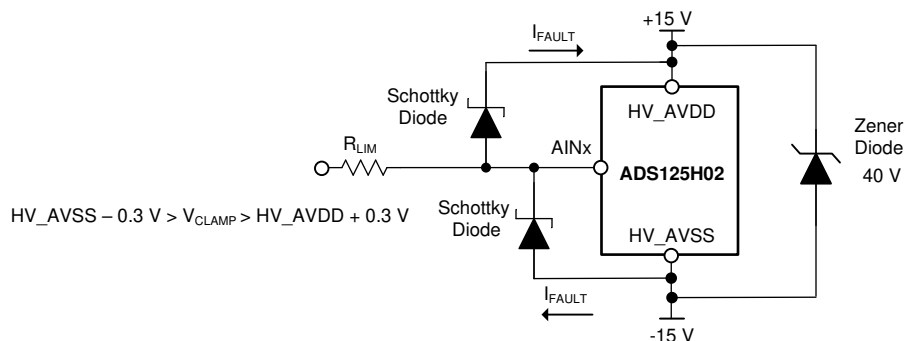 +15 V
I_FAULT
Schottky
Diode
HV_AVDD
Zener
Diode
40 V
R_LIM
AINx
ADS125H02
HV_AVSS – 0.3 V > V_CLAMP > HV_AVDD + 0.3 V
Schottky
Diode
HV_AVSS
I_FAULT
-15 V